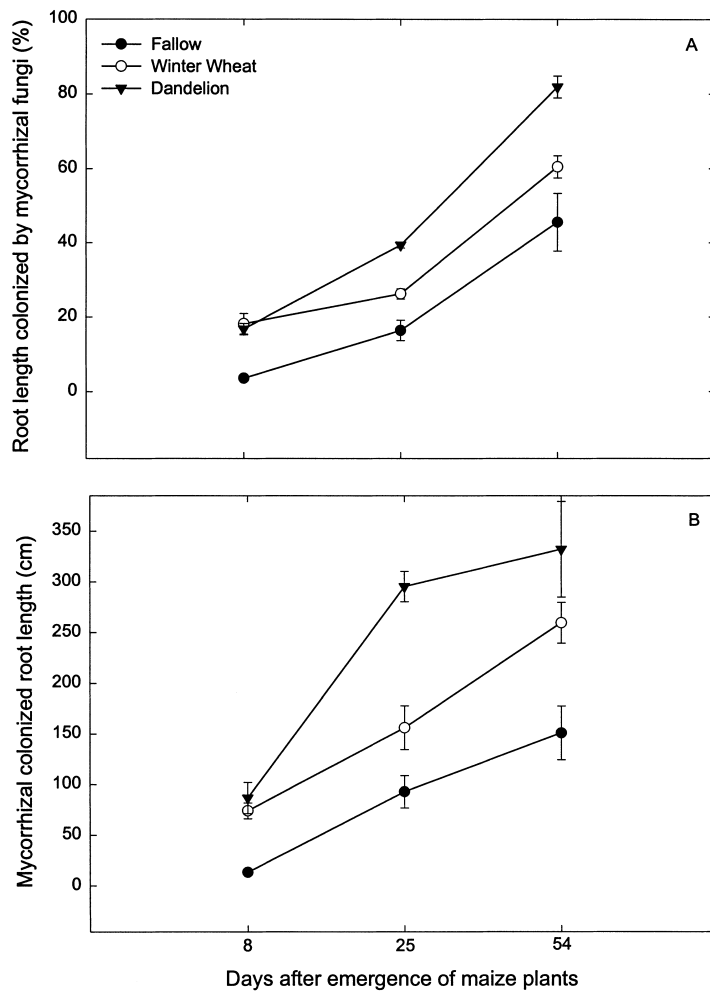 Root length colonized by mycorrhizal fungi (%)
100
80
60
40
20
0
Fallow
Winter Wheat
Dandelion
A
Mycorrhizal colonized root length (cm)
350
300
250
200
150
100
50
0
B
8 25 54
Days after emergence of maize plants